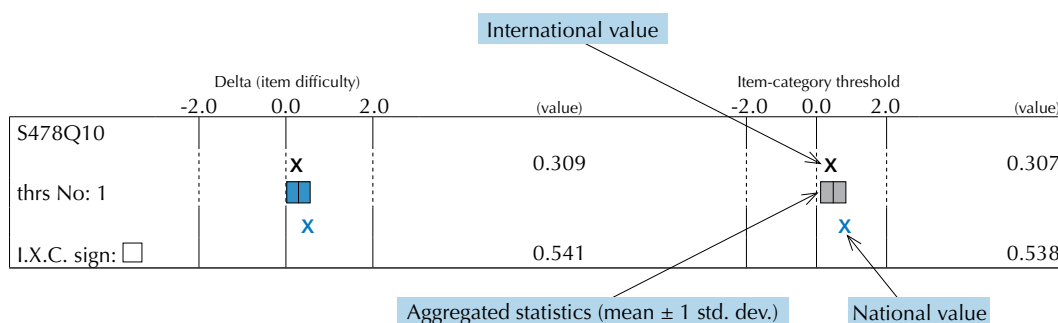 International value
Delta (item difficulty) Item-category threshold
-2.0 0.0 2.0 (value) -2.0 0.0 2.0 (value)
S478Q10
x 0.309 x 0.307
thrs No: 1
x x
I.X.C. sign: 0.541 0.538
Aggregated statistics (mean ± 1 std. dev.) National value